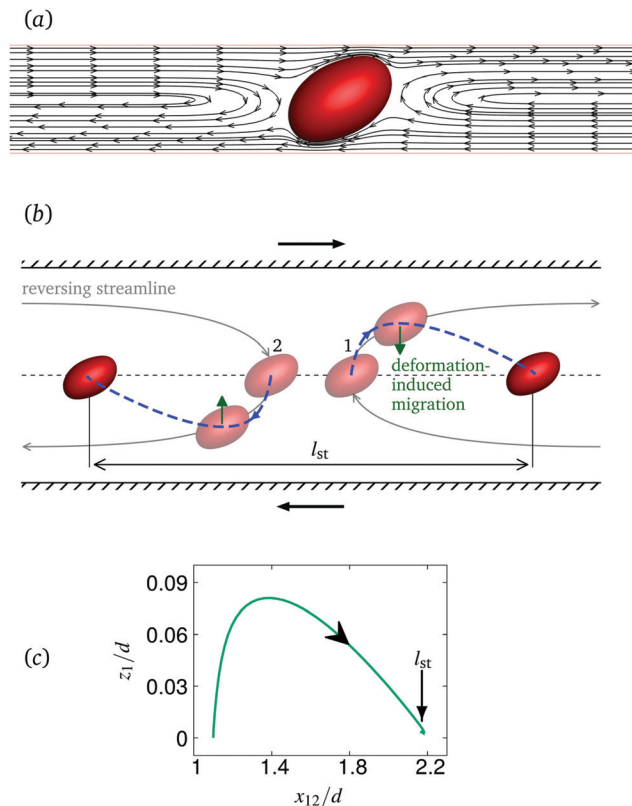 (a)
(b)
reversing streamline
2
1
deformation-
induced
migration
l_st
(c)
0.09
0.06
0.03
0
z_1/d
l_st
1
1.4
1.8
2.2
x_12/d